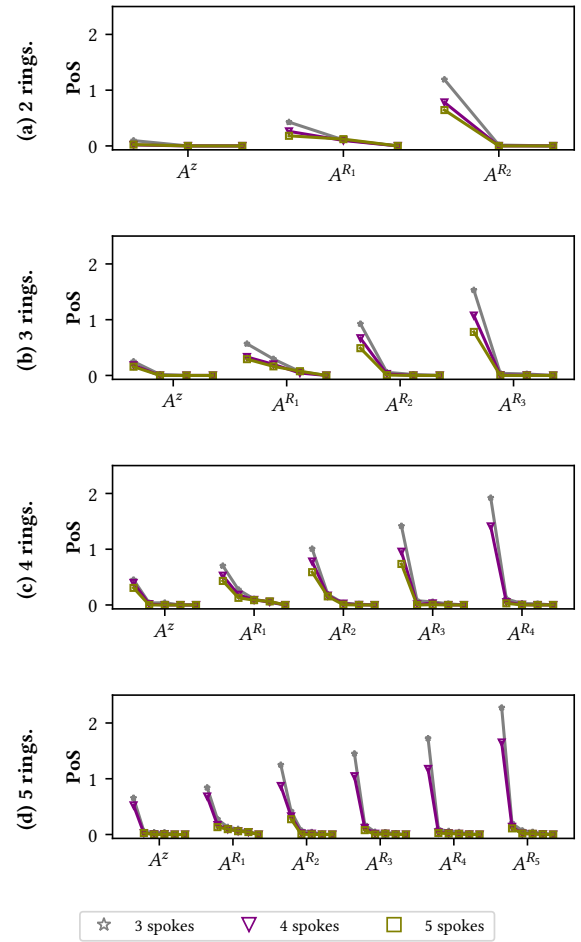 (a) 2 rings.
PoS
2
1
0
A^z
A^{R_1}
A^{R_2}
(b) 3 rings.
PoS
2
1
0
A^z
A^{R_1}
A^{R_2}
A^{R_3}
(c) 4 rings.
PoS
2
1
0
A^z
A^{R_1}
A^{R_2}
A^{R_3}
A^{R_4}
(d) 5 rings.
PoS
2
1
0
A^z
A^{R_1}
A^{R_2}
A^{R_3}
A^{R_4}
A^{R_5}
3 spokes
4 spokes
5 spokes